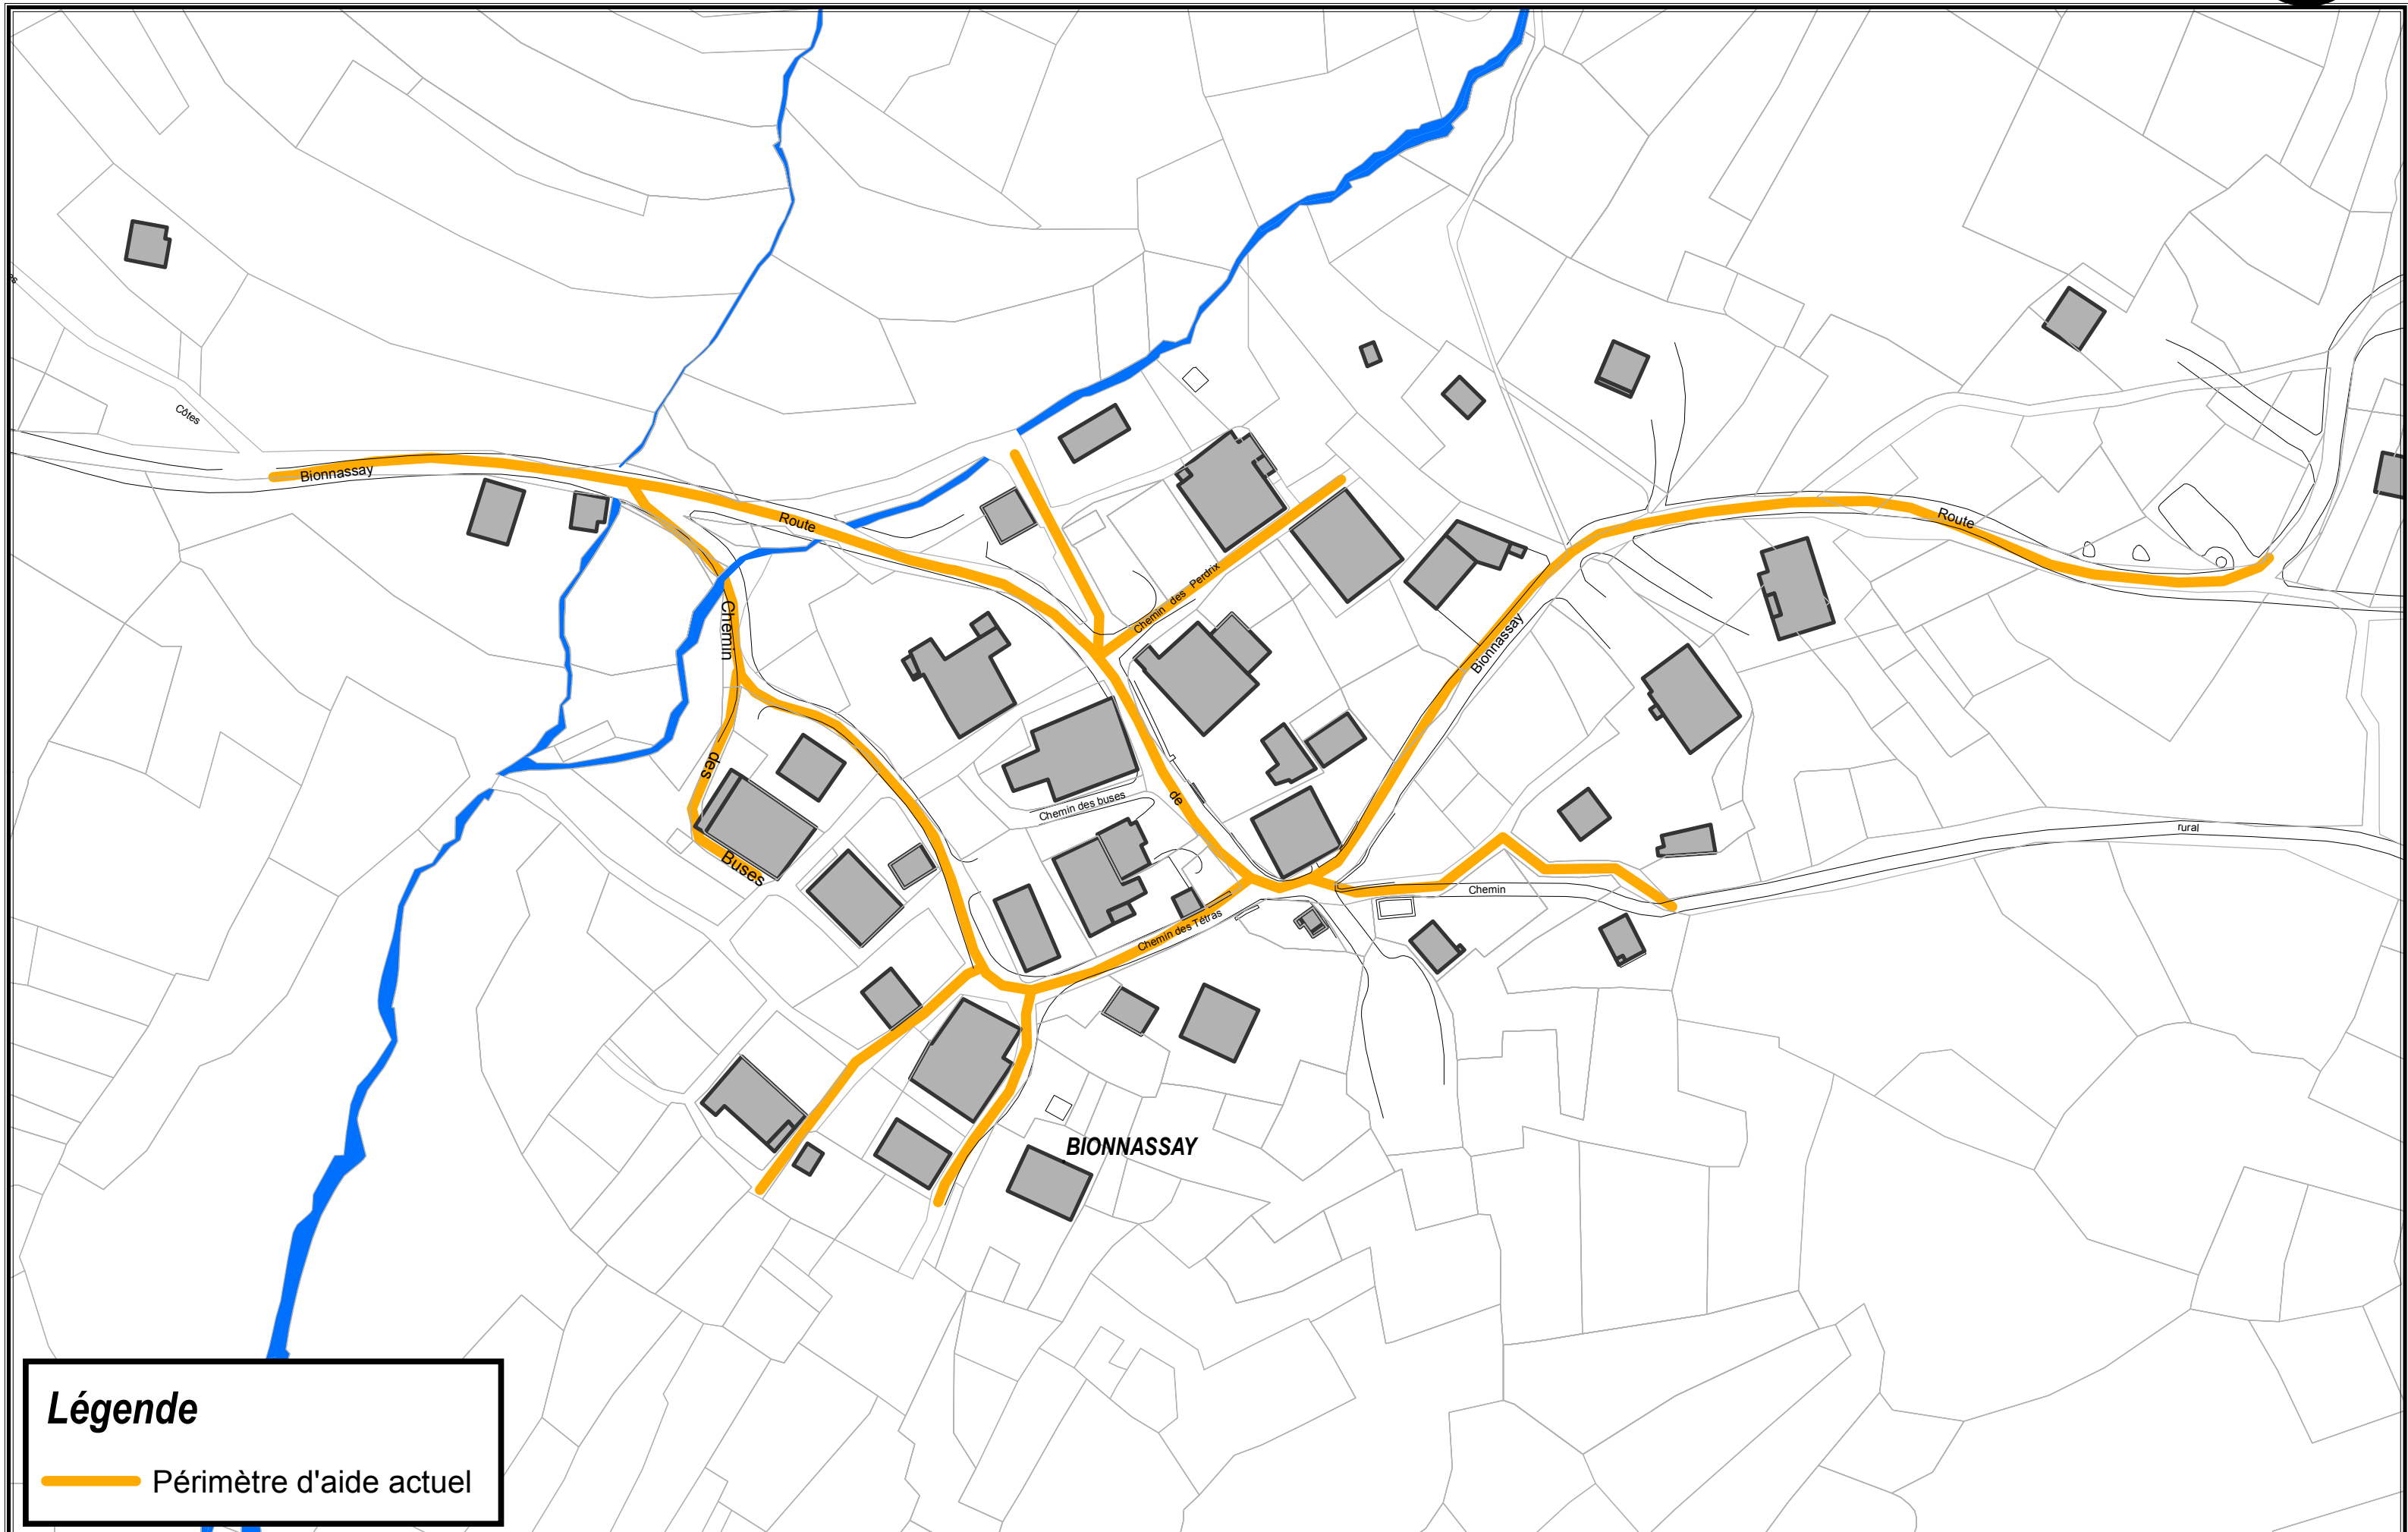 Côtes
Bionnassay
Route
Route
Chemin des Perdrix
Chemin
Bionnassay
des
de
Chemin des buses
rural
Buses
Chemin
Chemin des Tétras
BIONNASSAY
Légende
Périmètre d'aide actuel